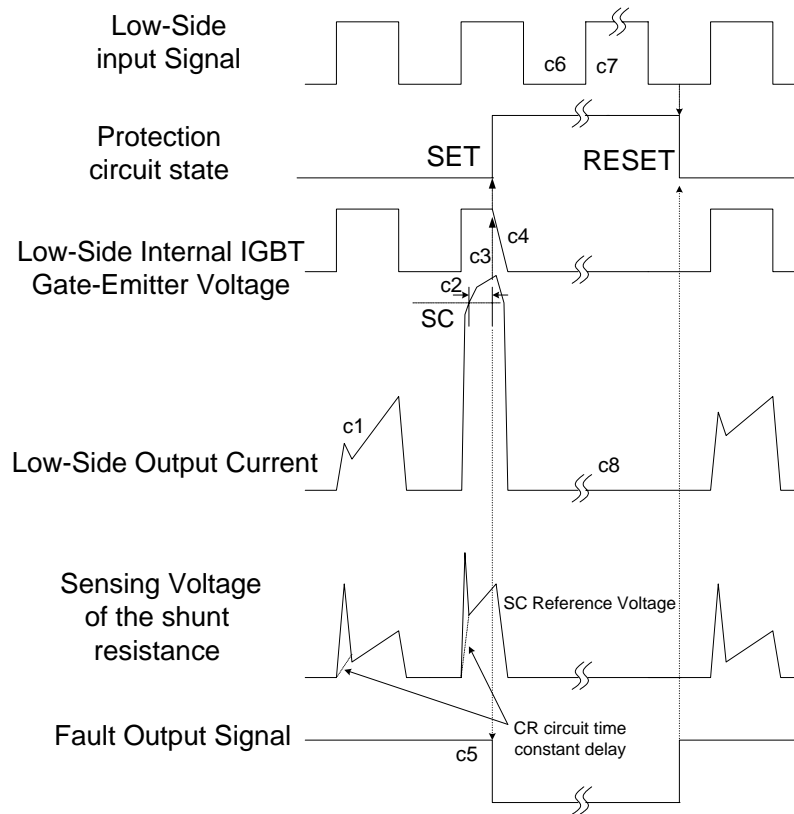 Low-Side
input Signal
c6
c7
Protection
circuit state
SET
RESET
Low-Side Internal IGBT
Gate-Emitter Voltage
c4
c3
c2
SC
c1
Low-Side Output Current
c8
Sensing Voltage
of the shunt
resistance
SC Reference Voltage
Fault Output Signal
c5
CR circuit time
constant delay